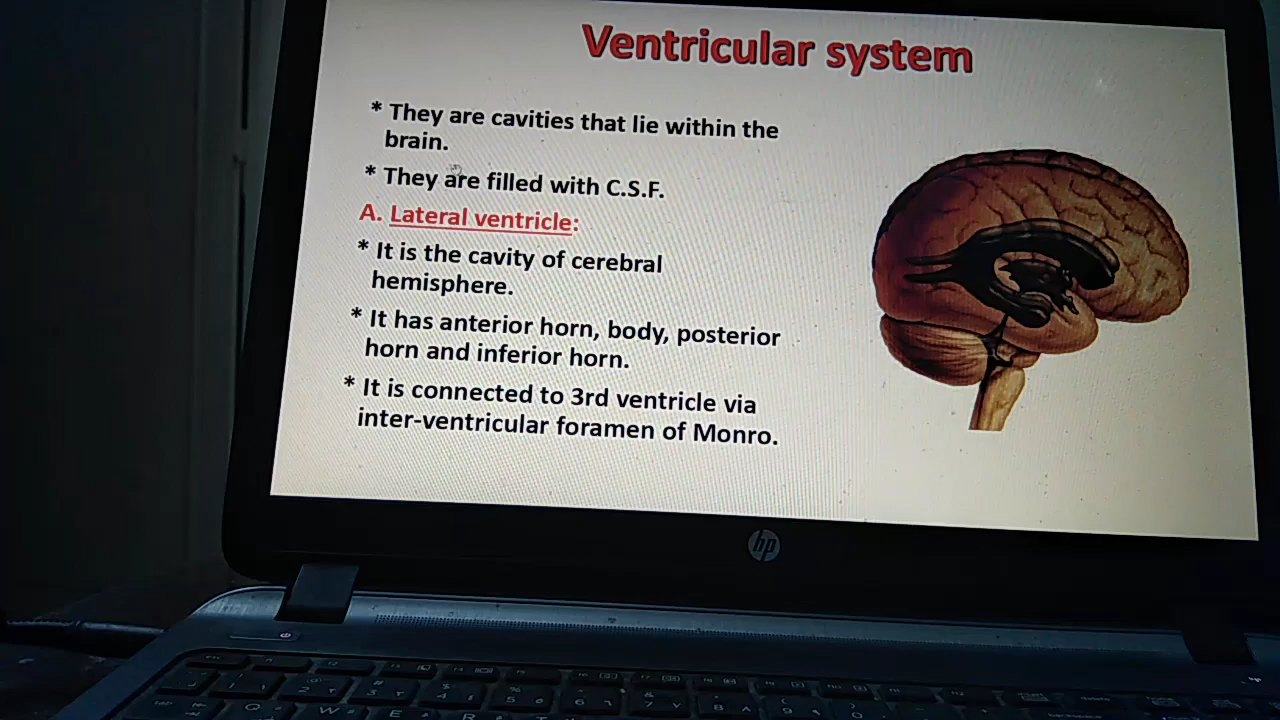 Ventricular system
* They are cavities that lie within the
brain.
* They are filled with C.S.F.
A. Lateral ventricle:
* It is the cavity of cerebral
hemisphere.
* It has anterior horn, body, posterior
horn and inferior horn.
* It is connected to 3rd ventricle via
inter-ventricular foramen of Monro.
hp